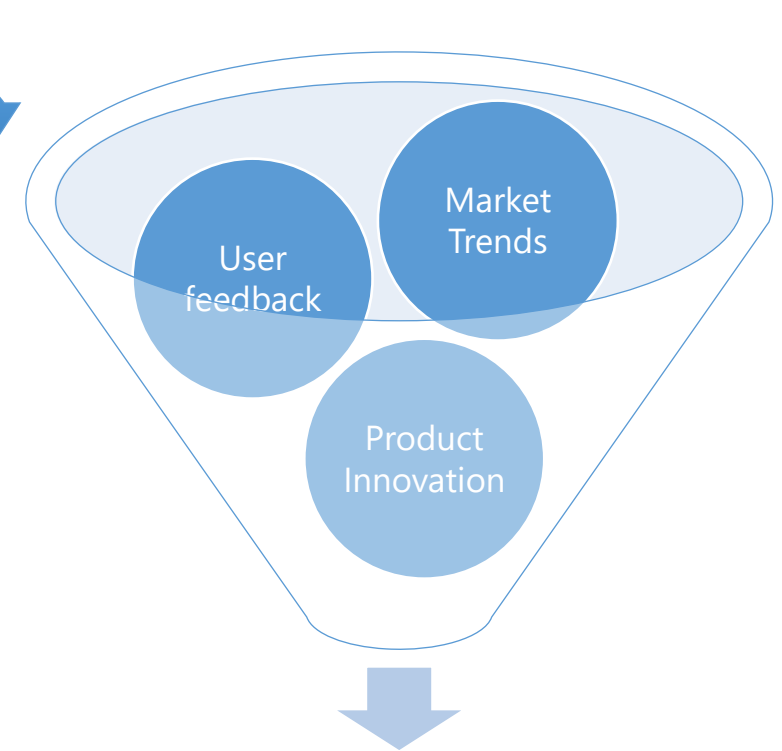 Market
Trends
User
feedback
Product
Innovation